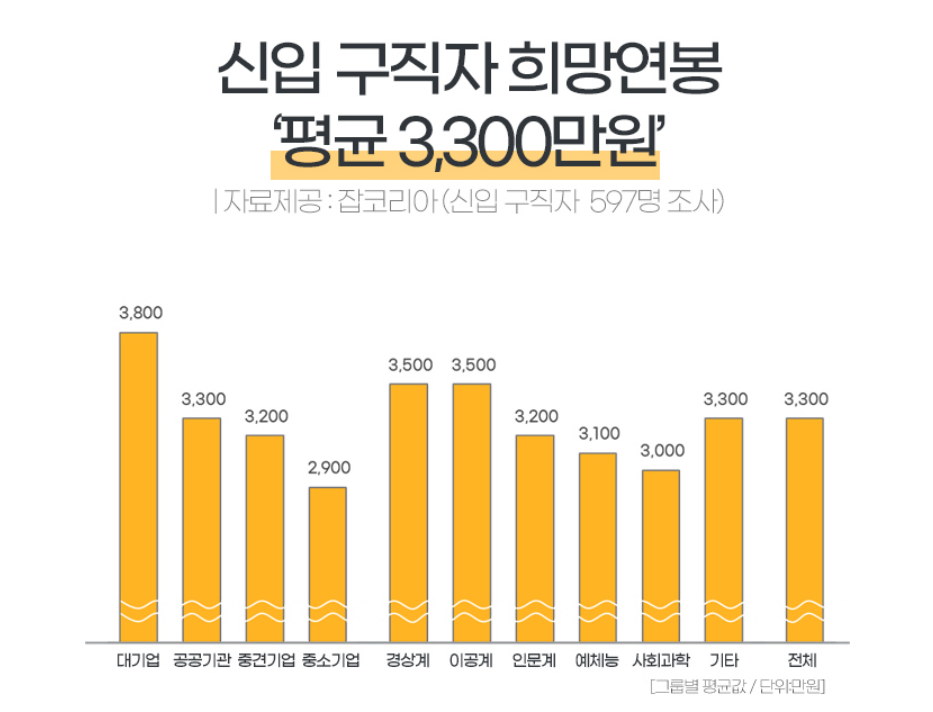 신입 구직자 희망연봉
‘평균 3,300만원’
| 자료제공 : 잡코리아 (신입 구직자 597명 조사)
3,800
3,300
3,200
2,900
3,500
3,500
3,200
3,100
3,000
3,300
3,300
대기업 공공기관 중견기업 중소기업 경상계 이공계 인문계 예체능 사회과학 기타 전체
[그룹별 평균값 / 단위:만원]